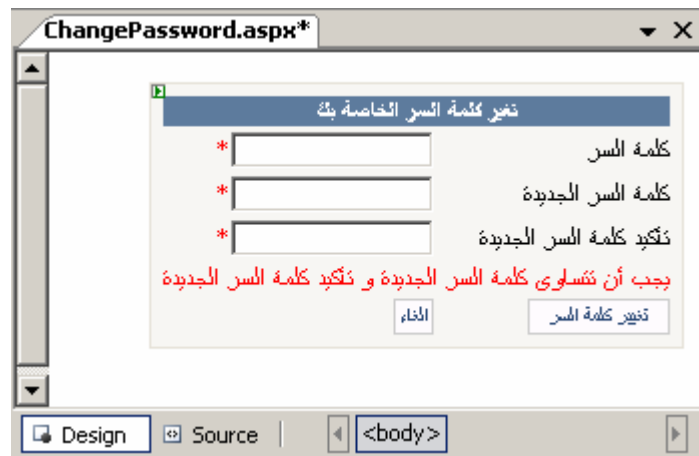 ChangePassword.aspx*
تغير كلمة السر الخاصة بك
كلمة السر
*
كلمة السر الجديدة
*
تأكيد كلمة السر الجديدة
*
يجب أن تتساوى كلمة السر الجديدة و تأكيد كلمة السر الجديدة
تغيير كلمة السر الغاء
Design Source <body>